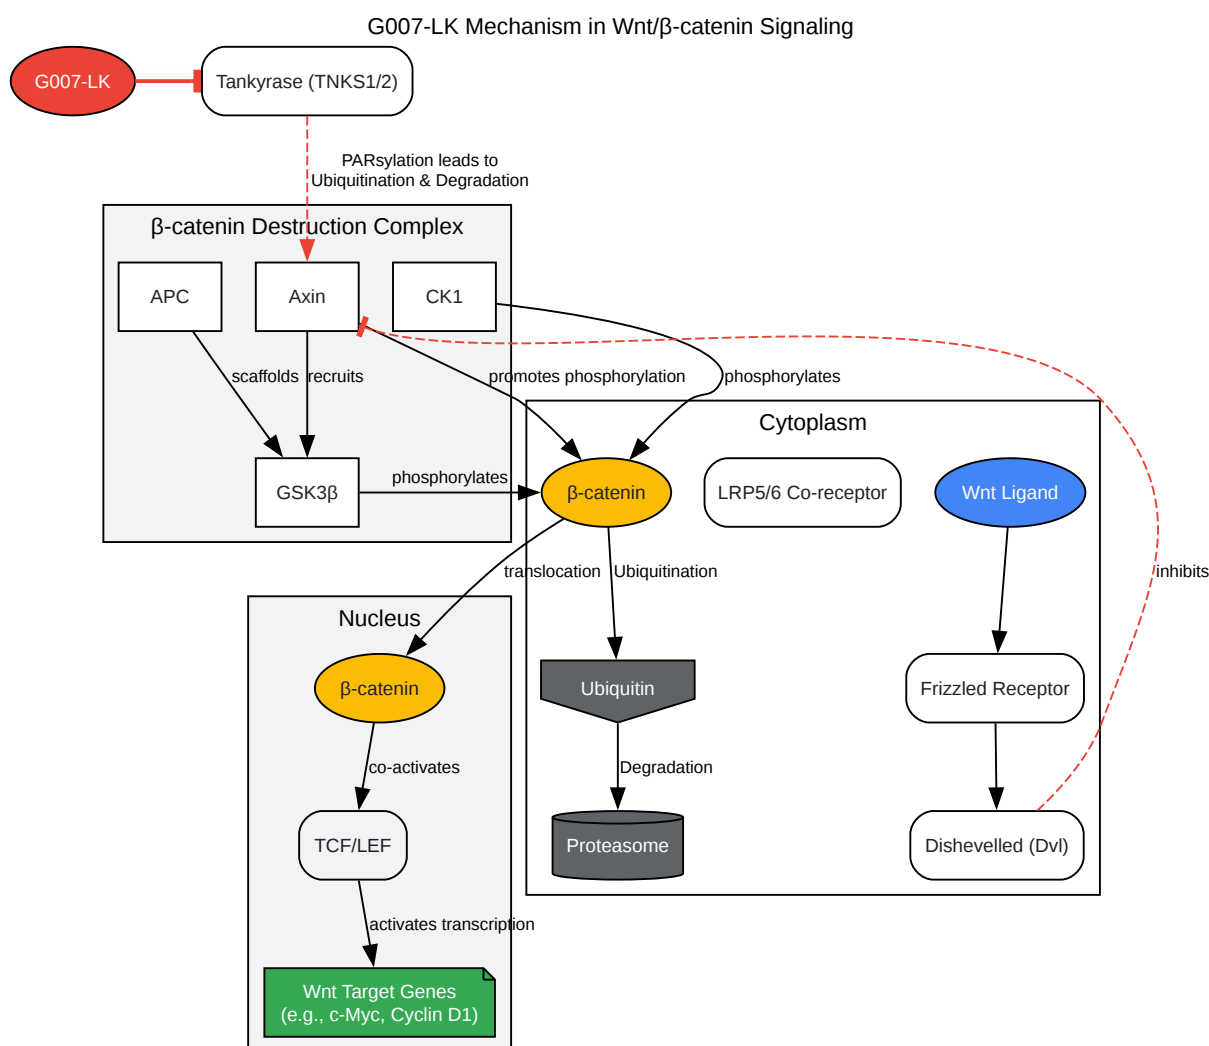 G007-LK Mechanism in Wnt/β-catenin Signaling
G007-LK
Tankyrase (TNKS1/2)
PARsylation leads to
Ubiquitination & Degradation
β-catenin Destruction Complex
APC
Axin
CK1
scaffolds
recruits
promotes phosphorylation
phosphorylates
Cytoplasm
GSK3β
phosphorylates
β-catenin
LRP5/6 Co-receptor
Wnt Ligand
translocation
Ubiquitination
inhibits
Nucleus
β-catenin
Ubiquitin
Frizzled Receptor
co-activates
Degradation
TCF/LEF
Proteasome
Dishevelled (Dvl)
activates transcription
Wnt Target Genes
(e.g., c-Myc, Cyclin D1)